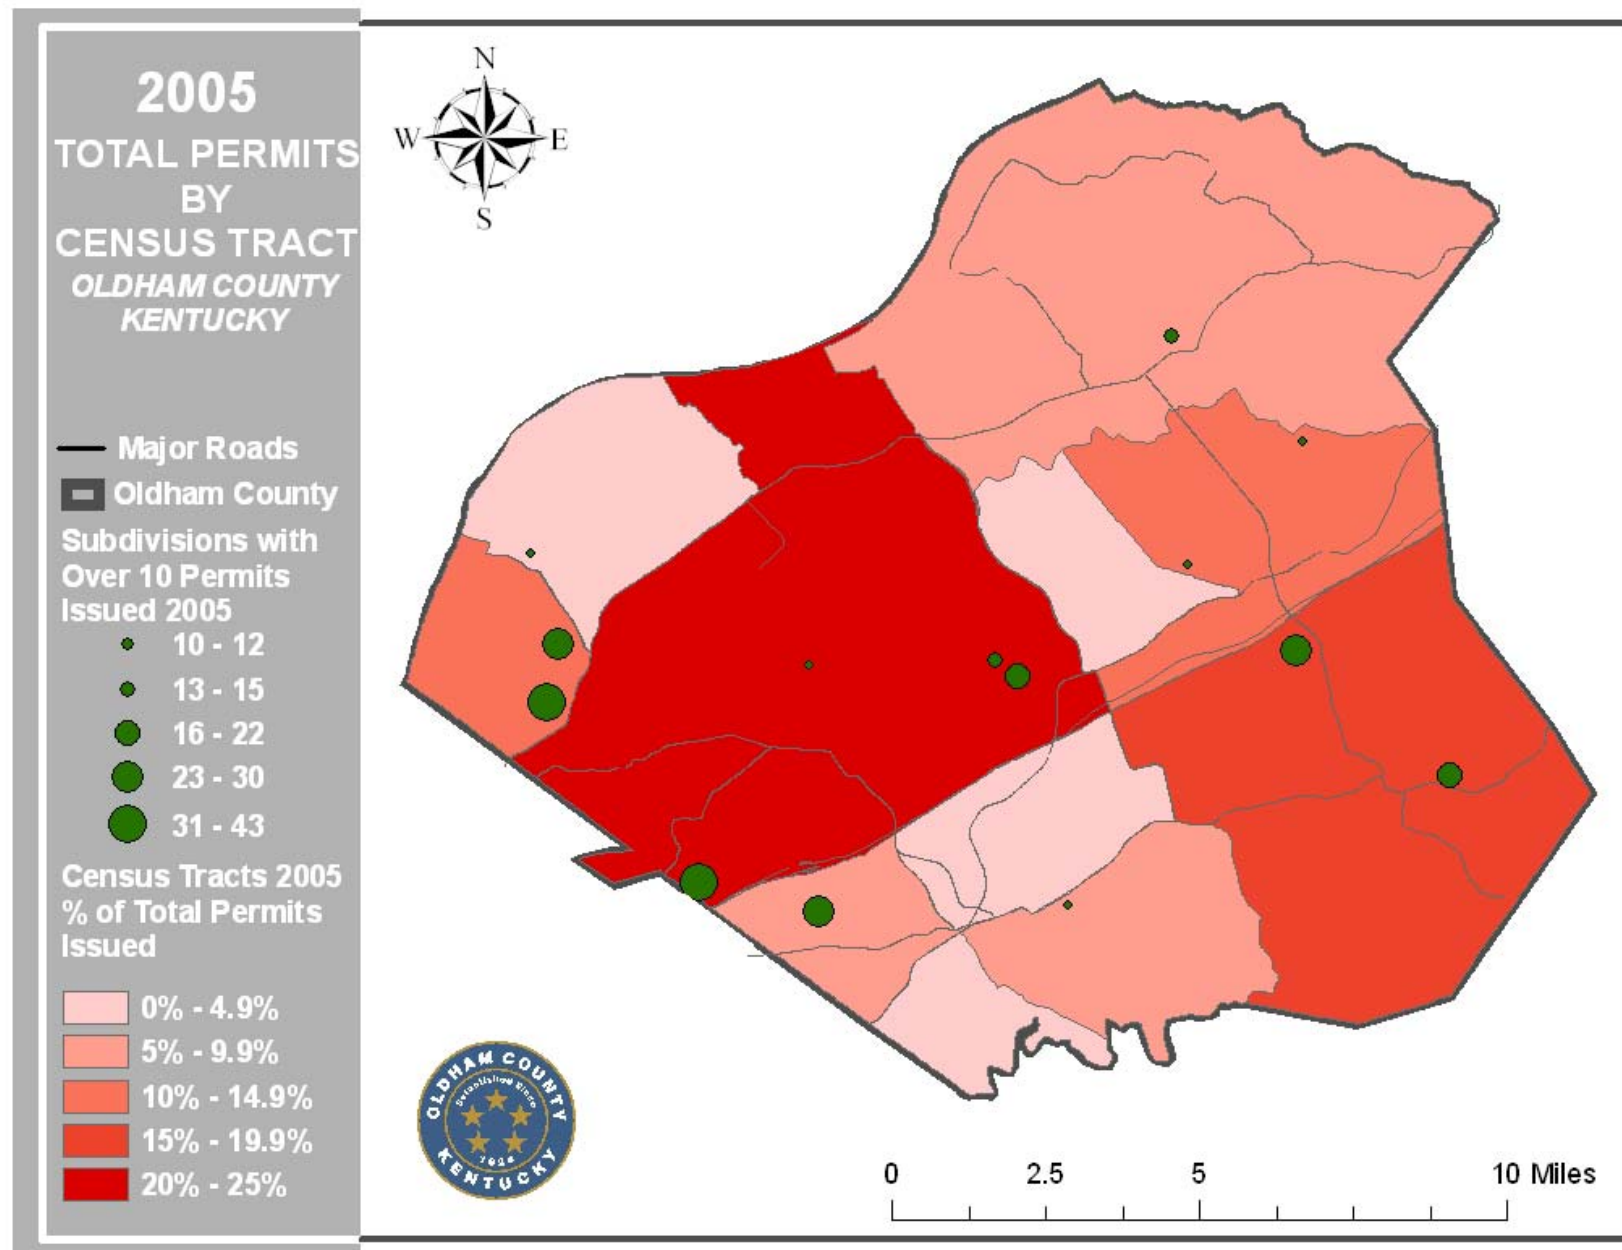 2005
TOTAL PERMITS
BY
CENSUS TRACT
OLDHAM COUNTY
KENTUCKY
Major Roads
Oldham County
Subdivisions with
Over 10 Permits
Issued 2005
10 - 12
13 - 15
16 - 22
23 - 30
31 - 43
Census Tracts 2005
% of Total Permits
Issued
0% - 4.9%
5% - 9.9%
10% - 14.9%
15% - 19.9%
20% - 25%
N
W E
S
OLDHAM COUNTY
Established Since
1824
KENTUCKY
0 2.5 5 10 Miles